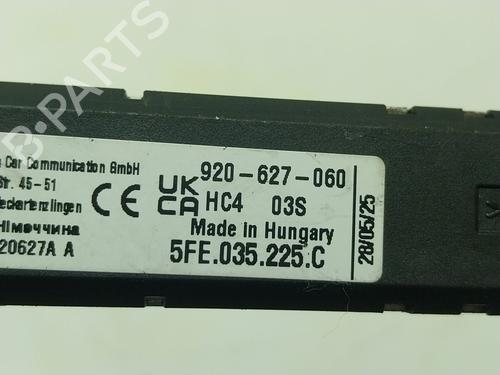 B-PARTS
Car Communication GmbH
Str. 45-51
eckartenzlingen
Німеччина
20627A A
CE
UK
CA
920-627-060
HC4 03S
Made in Hungary
5FE.035.225.C
28/05/25